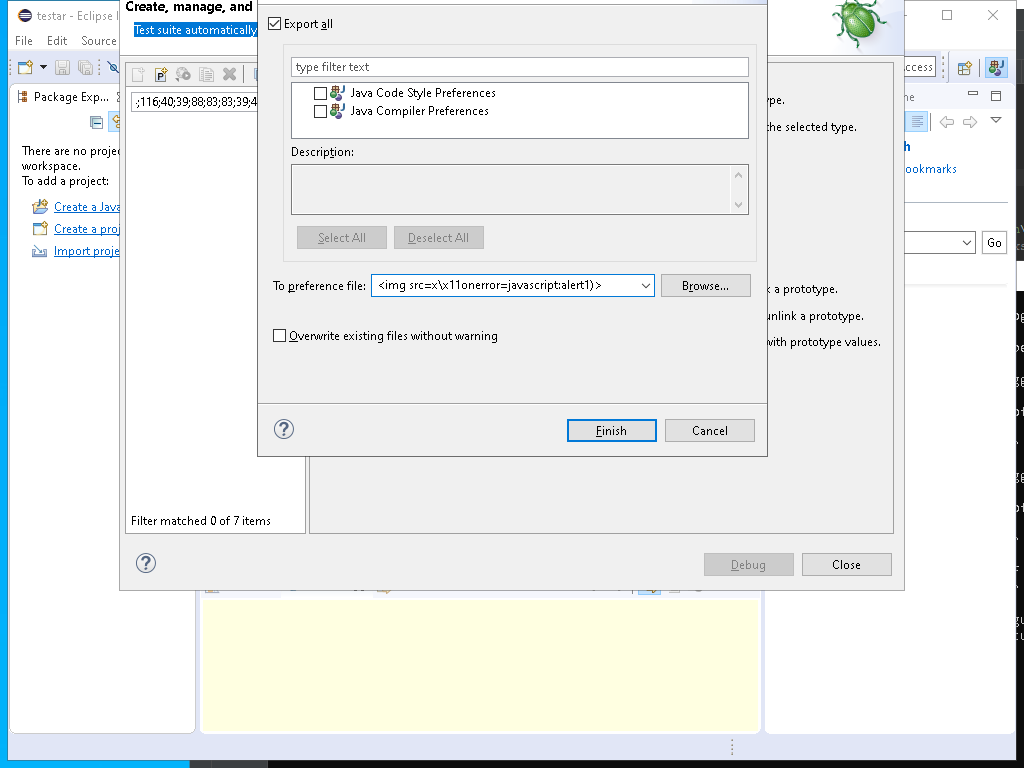 testar - Eclipse I
File Edit Source
Create, manage, and
Test suite automatically
Export all
type filter text
Java Code Style Preferences
Java Compiler Preferences
Description:
Select All
Deselect All
To preference file: <img src=x\x11onerror=javascript:alert1)>
Browse...
Overwrite existing files without warning
Finish
Cancel
Package Exp...
There are no projec
workspace.
To add a project:
Create a Java
Create a proj
Import proje
;116;40;39;88;83;83;39;4
Filter matched 0 of 7 items
ype.
the selected type.
k a prototype.
unlink a prototype.
with prototype values.
Debug
Close
ccess
ne
h
ookmarks
Go